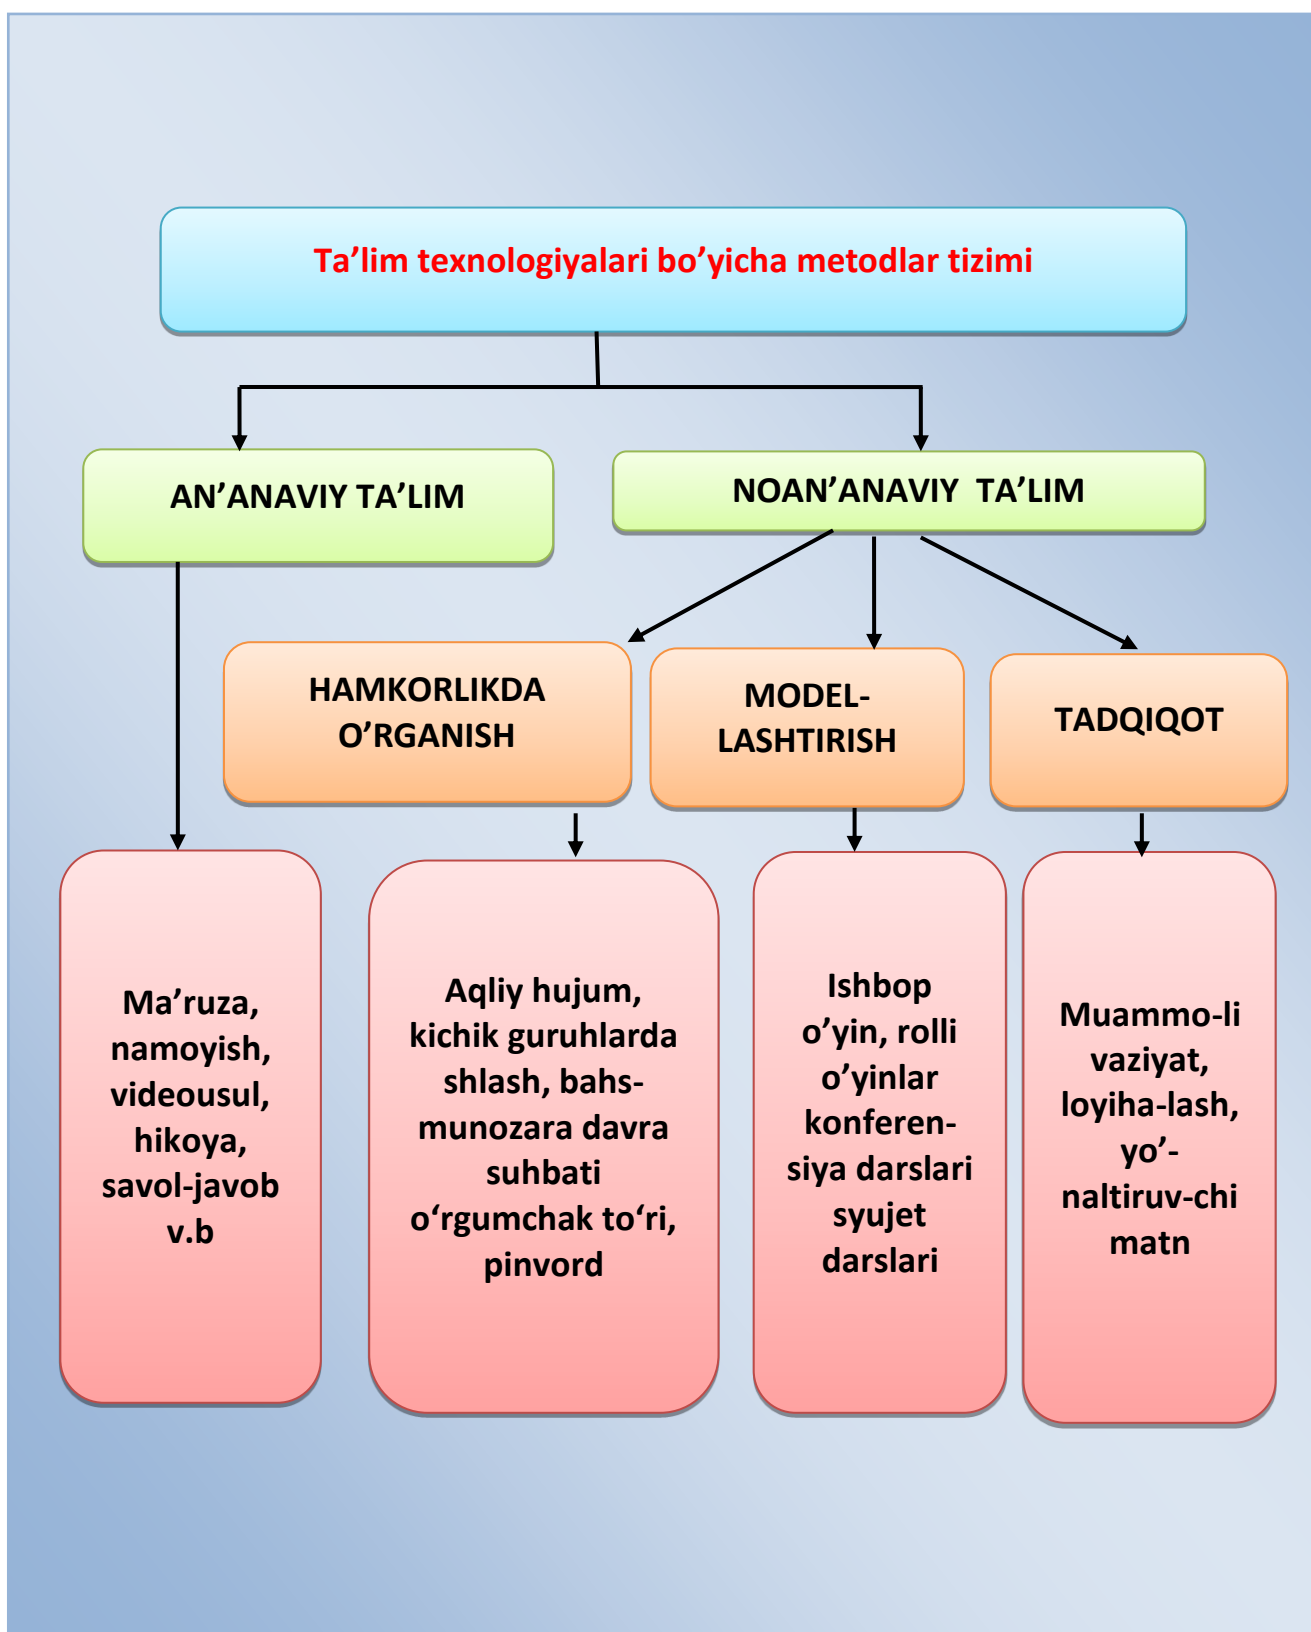 Ta’lim texnologiyalari bo’yicha metodlar tizimi
AN’ANAVIY TA’LIM
NOAN’ANAVIY TA’LIM
HAMKORLIKDA
O’RGANISH
MODEL-
LASHTIRISH
TADQIQOT
Ma’ruza,
namoyish,
videousul,
hikoya,
savol-javob
v.b
Aqliy hujum,
kichik guruhlarda
shlash, bahs-
munozara davra
suhbati
o‘rgumchak to‘ri,
pinvord
Ishbop
o’yin, rolli
o’yinlar
konferen-
siya darslari
syujet
darslari
Muammo-li
vaziyat,
loyiha-lash,
yo’-
naltiruv-chi
matn